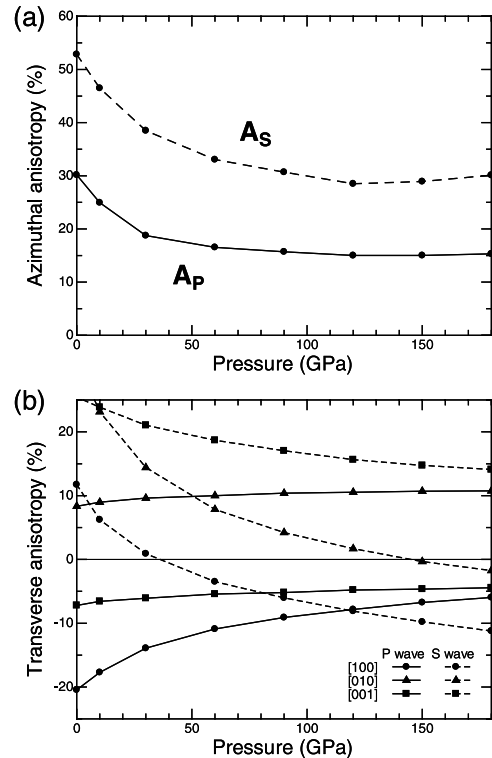 (a)
60
50
40
30
20
10
0
Azimuthal anisotropy (%)
A_S
A_P
0 50 100 150
Pressure (GPa)
(b)
20
10
0
-10
-20
Transverse anisotropy (%)
P wave S wave
[100]
[010]
[001]
0 50 100 150
Pressure (GPa)